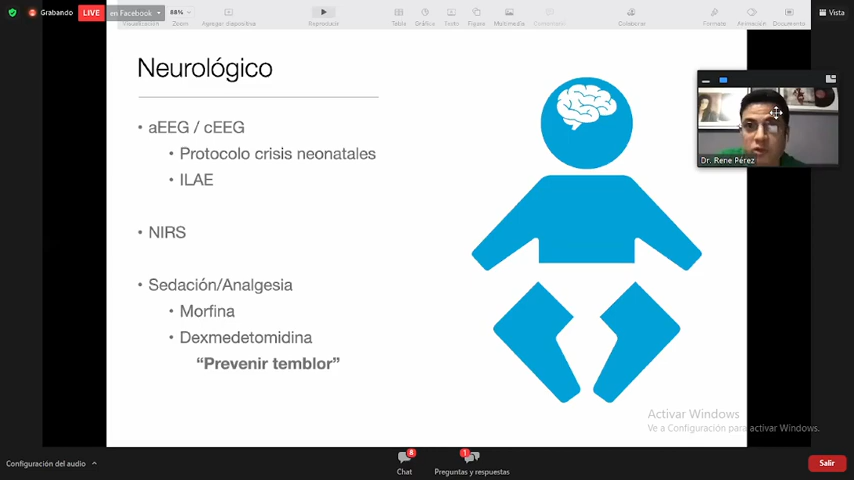 Grabando
LIVE
en Facebook
88%
Vista
Visualización
Zoom
Agregar diapositiva
Reproducir
Tabla
Gráfica
Texto
Figura
Multimedia
Comentario
Colaborar
Formato
Animación
Documento
Neurológico
• aEEG / cEEG
• Protocolo crisis neonatales
• ILAE
• NIRS
• Sedación/Analgesia
• Morfina
• Dexmedetomidina
“Prevenir temblor”
Dr. Rene Pérez
Activar Windows
Ve a Configuración para activar Windows.
Configuración del audio
8
Chat
1
Preguntas y respuestas
Salir